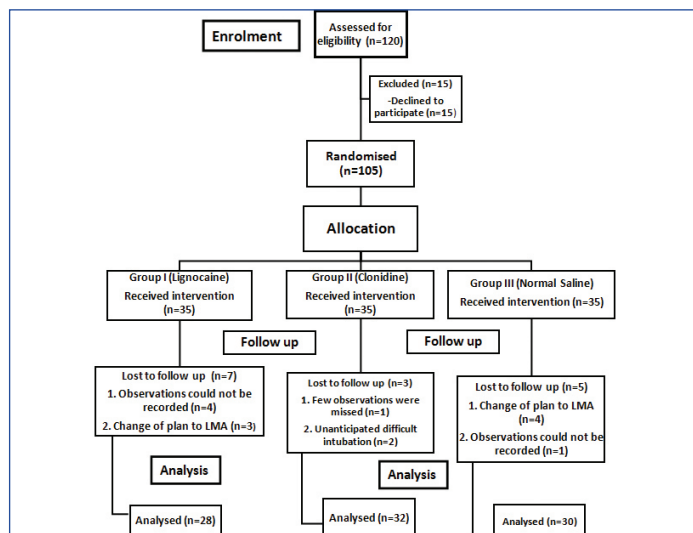 Enrolment
Assessed for
eligibility (n=120)
Excluded (n=15)
-Declined to
participate (n=15)
Randomised
(n=105)
Allocation
Group I (Lignocaine)
Received intervention
(n=35)
Group II (Clonidine)
Received intervention
(n=35)
Group III (Normal Saline)
Received intervention (n=35)
Follow up
Follow up
Lost to follow up (n=7)
1. Observations could not be
recorded (n=4)
2. Change of plan to LMA (n=3)
Lost to follow up (n=3)
1. Few observations were
missed (n=1)
2. Unanticipated difficult
intubation (n=2)
Lost to follow up (n=5)
1. Change of plan to LMA
(n=4)
2. Observations could not be
recorded (n=1)
Analysis
Analysis
Analysed (n=28)
Analysed (n=32)
Analysed (n=30)